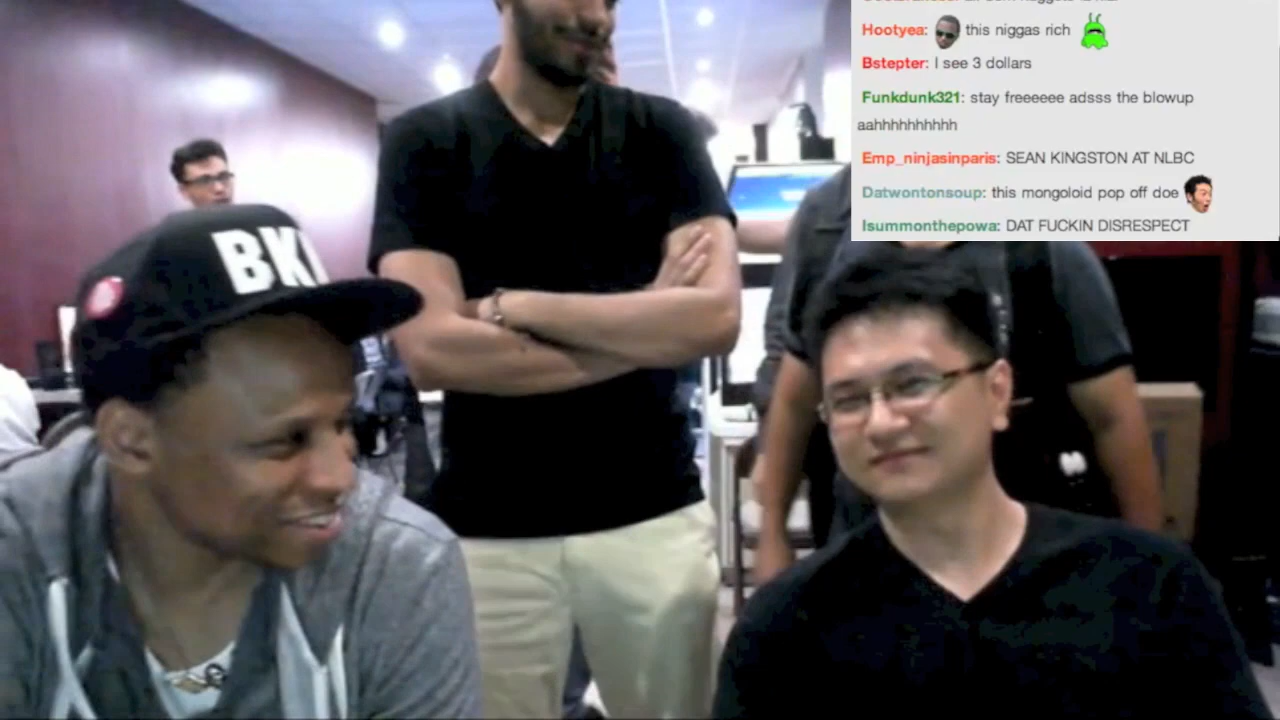 Hootyea: this niggas rich
Bstepter: I see 3 dollars
Funkdunk321: stay freeeeee adsss the blowup
aahhhhhhhhhh
Emp_ninjasinparis: SEAN KINGSTON AT NLBC
Datwontonsoup: this mongoloid pop off doe
Isummonthepowa: DAT FUCKIN DISRESPECT
BK